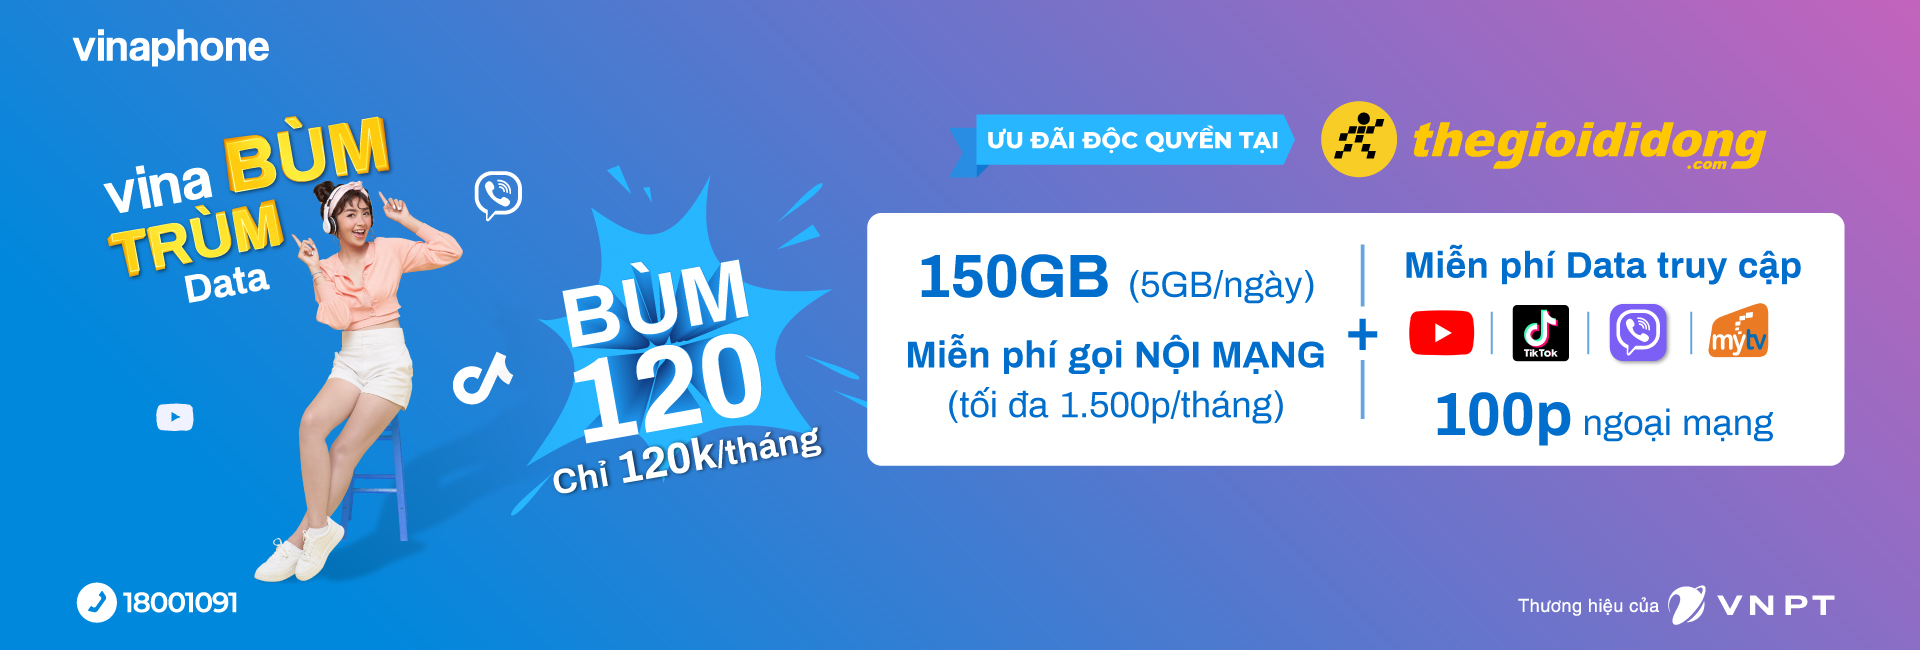 vinaphone
vina BÙM
TRÙM
Data
BÙM
120
Chỉ 120k/tháng
ƯU ĐÃI ĐỘC QUYỀN TẠI
thegioididong
.com
150GB (5GB/ngày)
Miễn phí gọi NỘI MẠNG
(tối đa 1.500p/tháng)
+
Miễn phí Data truy cập
TikTok
mytv
100p ngoại mạng
18001091
Thương hiệu của VNPT